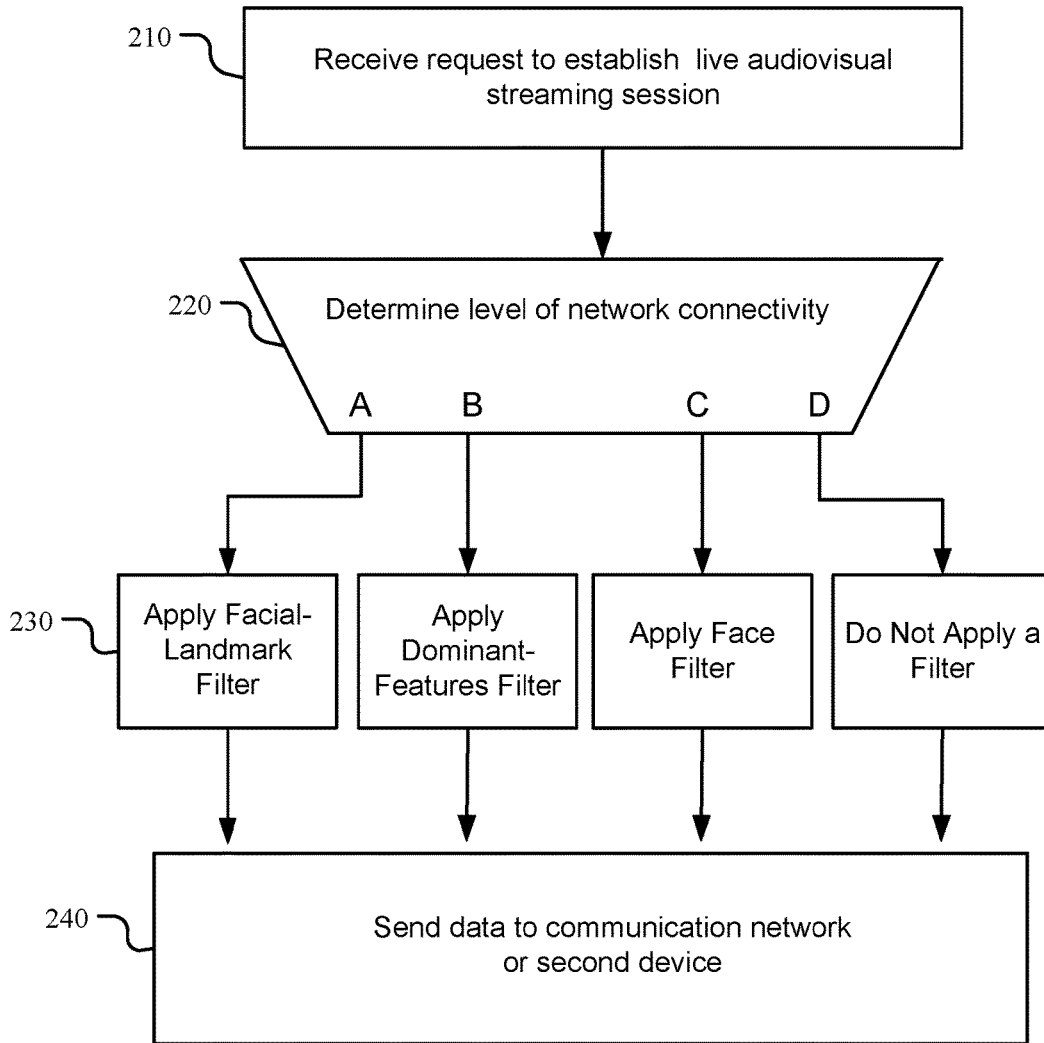 210
Receive request to establish live audiovisual
streaming session
220
Determine level of network connectivity
A B C D
230
Apply Facial-
Landmark
Filter
Apply
Dominant-
Features Filter
Apply Face
Filter
Do Not Apply a
Filter
240
Send data to communication network
or second device